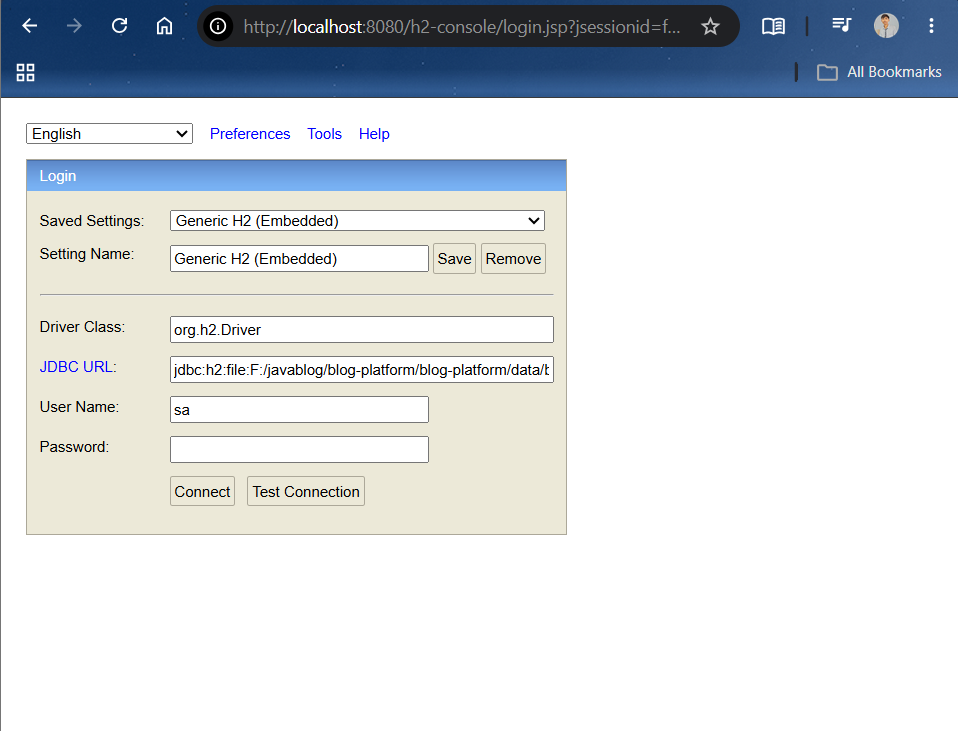 http://localhost:8080/h2-console/login.jsp?jsessionid=f...
All Bookmarks
English Preferences Tools Help
Login
Saved Settings: Generic H2 (Embedded)
Setting Name: Generic H2 (Embedded) Save Remove
Driver Class: org.h2.Driver
JDBC URL: jdbc:h2:file:F:/javablog/blog-platform/blog-platform/data/b
User Name: sa
Password:
Connect Test Connection